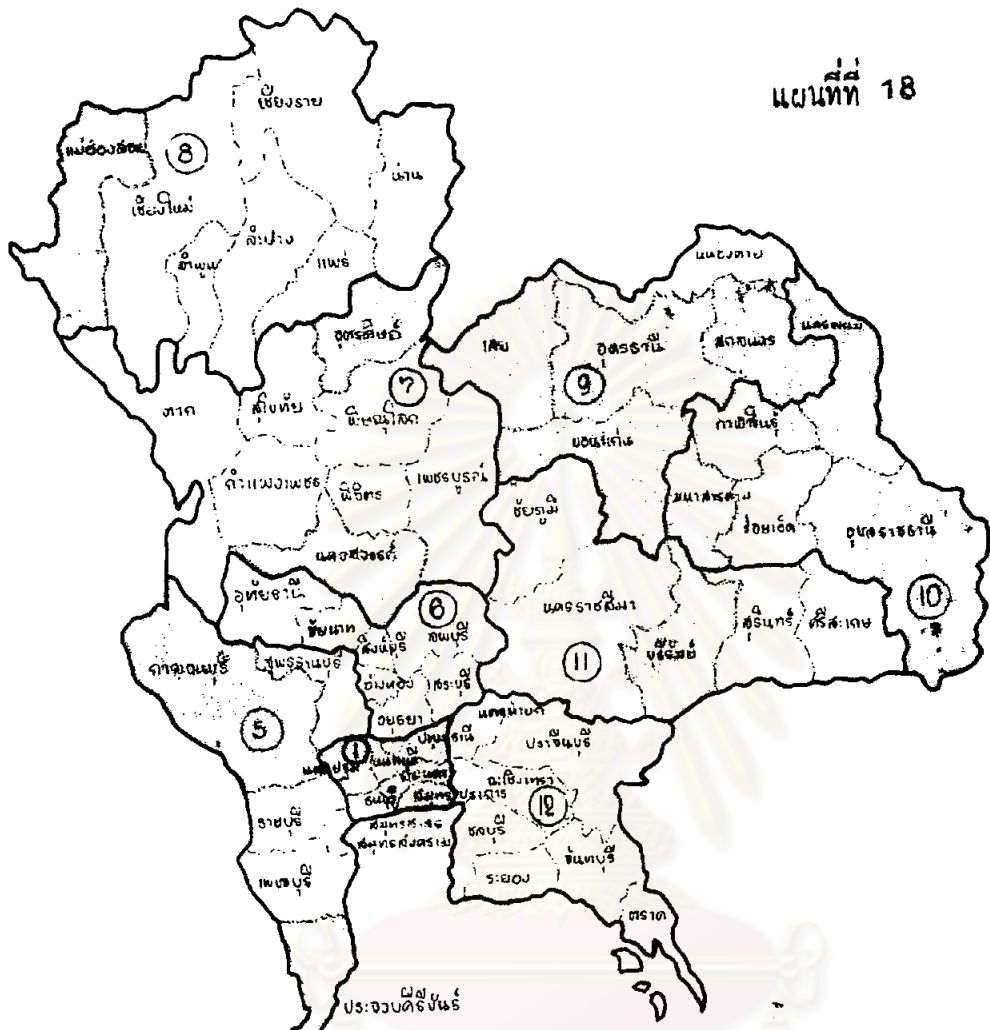 แผนที่ที่ 18
เชียงราย
แม่ฮ่องสอน
8
น่าน
เชียงใหม่
ลำปาง
ลำพูน
แพร่
หนองคาย
นครพนม
อุตรดิตถ์
เลย
อุดรธานี
สกลนคร
7
9
ตาก
สุโขทัย
พิษณุโลก
กาฬสินธุ์
ขอนแก่น
กำแพงเพชร
พิจิตร
เพชรบูรณ์
ชัยภูมิ
มหาสารคาม
ร้อยเอ็ด
อุบลราชธานี
นครสวรรค์
อุทัยธานี
6
นครราชสีมา
10
ชัยนาท
สิงห์บุรี
ลพบุรี
สุรินทร์
ศรีสะเกษ
บุรีรัมย์
กาญจนบุรี
สุพรรณบุรี
11
อ่างทอง
สระบุรี
5
อยุธยา
นครนายก
ปทุมธานี
ปราจีนบุรี
1
นครปฐม
นนทบุรี
พระนคร
ฉะเชิงเทรา
ธนบุรี
สมุทรปราการ
12
ราชบุรี
สมุทรสาคร
ชลบุรี
สมุทรสงคราม
จันทบุรี
เพชรบุรี
ระยอง
ตราด
ประจวบคีรีขันธ์